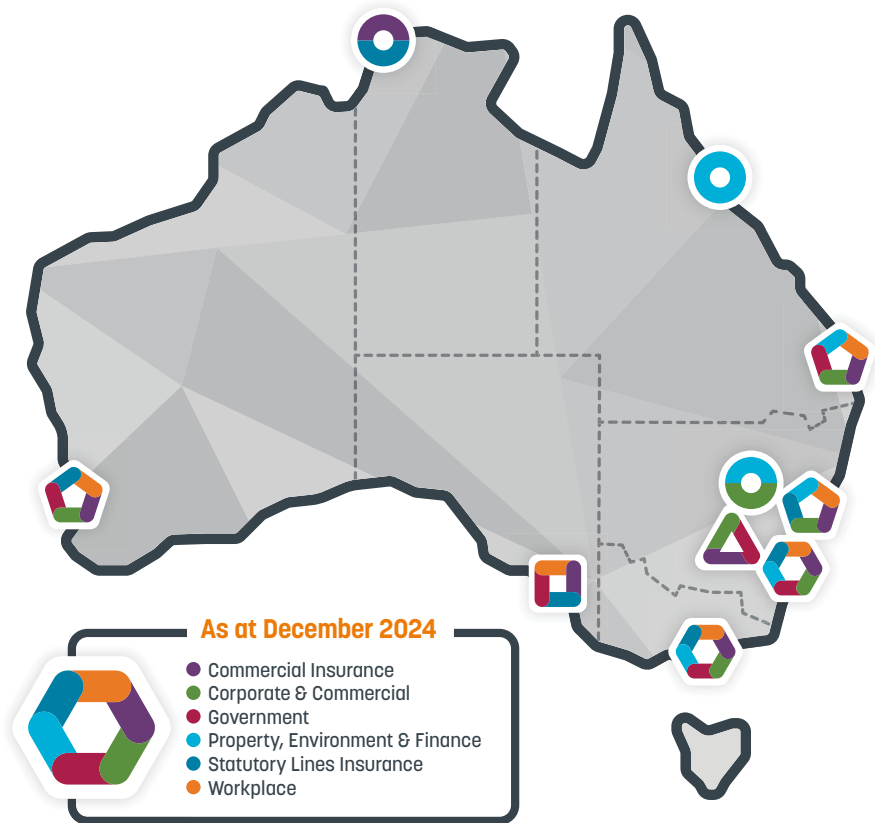 As at December 2024
Commercial Insurance
Corporate & Commercial
Government
Property, Environment & Finance
Statutory Lines Insurance
Workplace